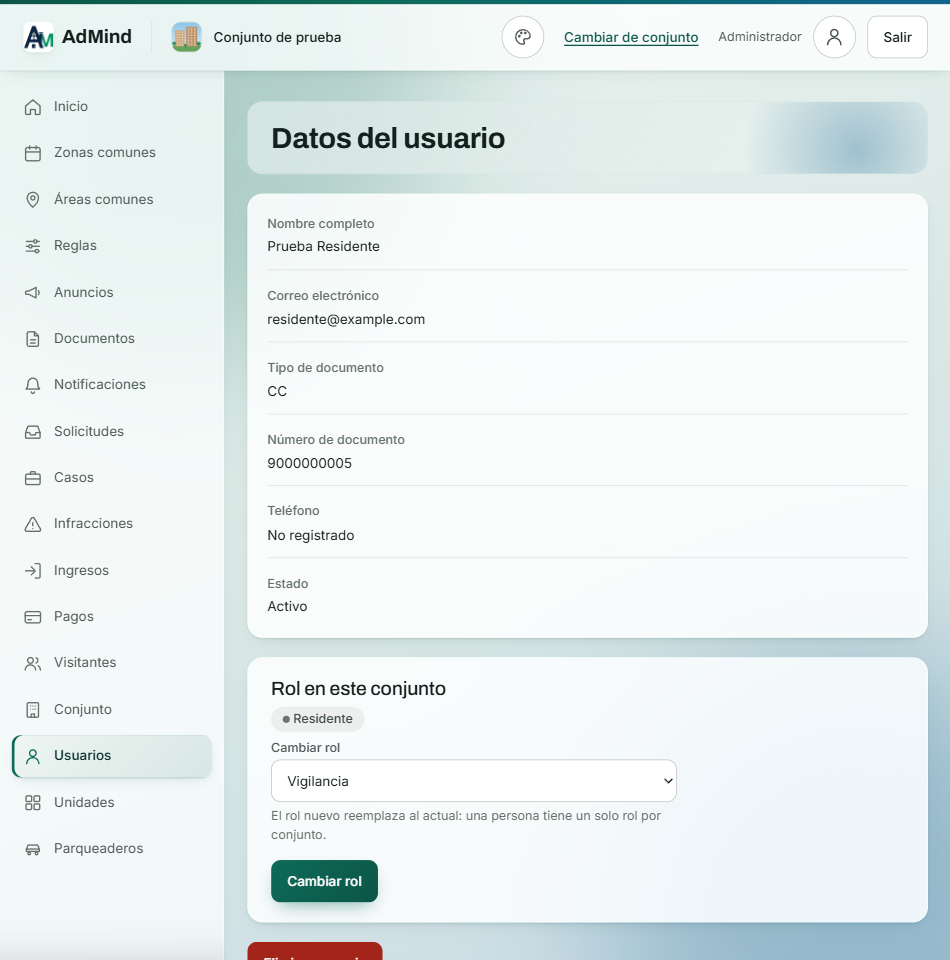 AM AdMind
Conjunto de prueba
Cambiar de conjunto
Administrador
Salir
Inicio
Zonas comunes
Áreas comunes
Reglas
Anuncios
Documentos
Notificaciones
Solicitudes
Casos
Infracciones
Ingresos
Pagos
Visitantes
Conjunto
Usuarios
Unidades
Parqueaderos
Datos del usuario
Nombre completo
Prueba Residente
Correo electrónico
residente@example.com
Tipo de documento
CC
Número de documento
9000000005
Teléfono
No registrado
Estado
Activo
Rol en este conjunto
Residente
Cambiar rol
Vigilancia
El rol nuevo reemplaza al actual: una persona tiene un solo rol por
conjunto.
Cambiar rol